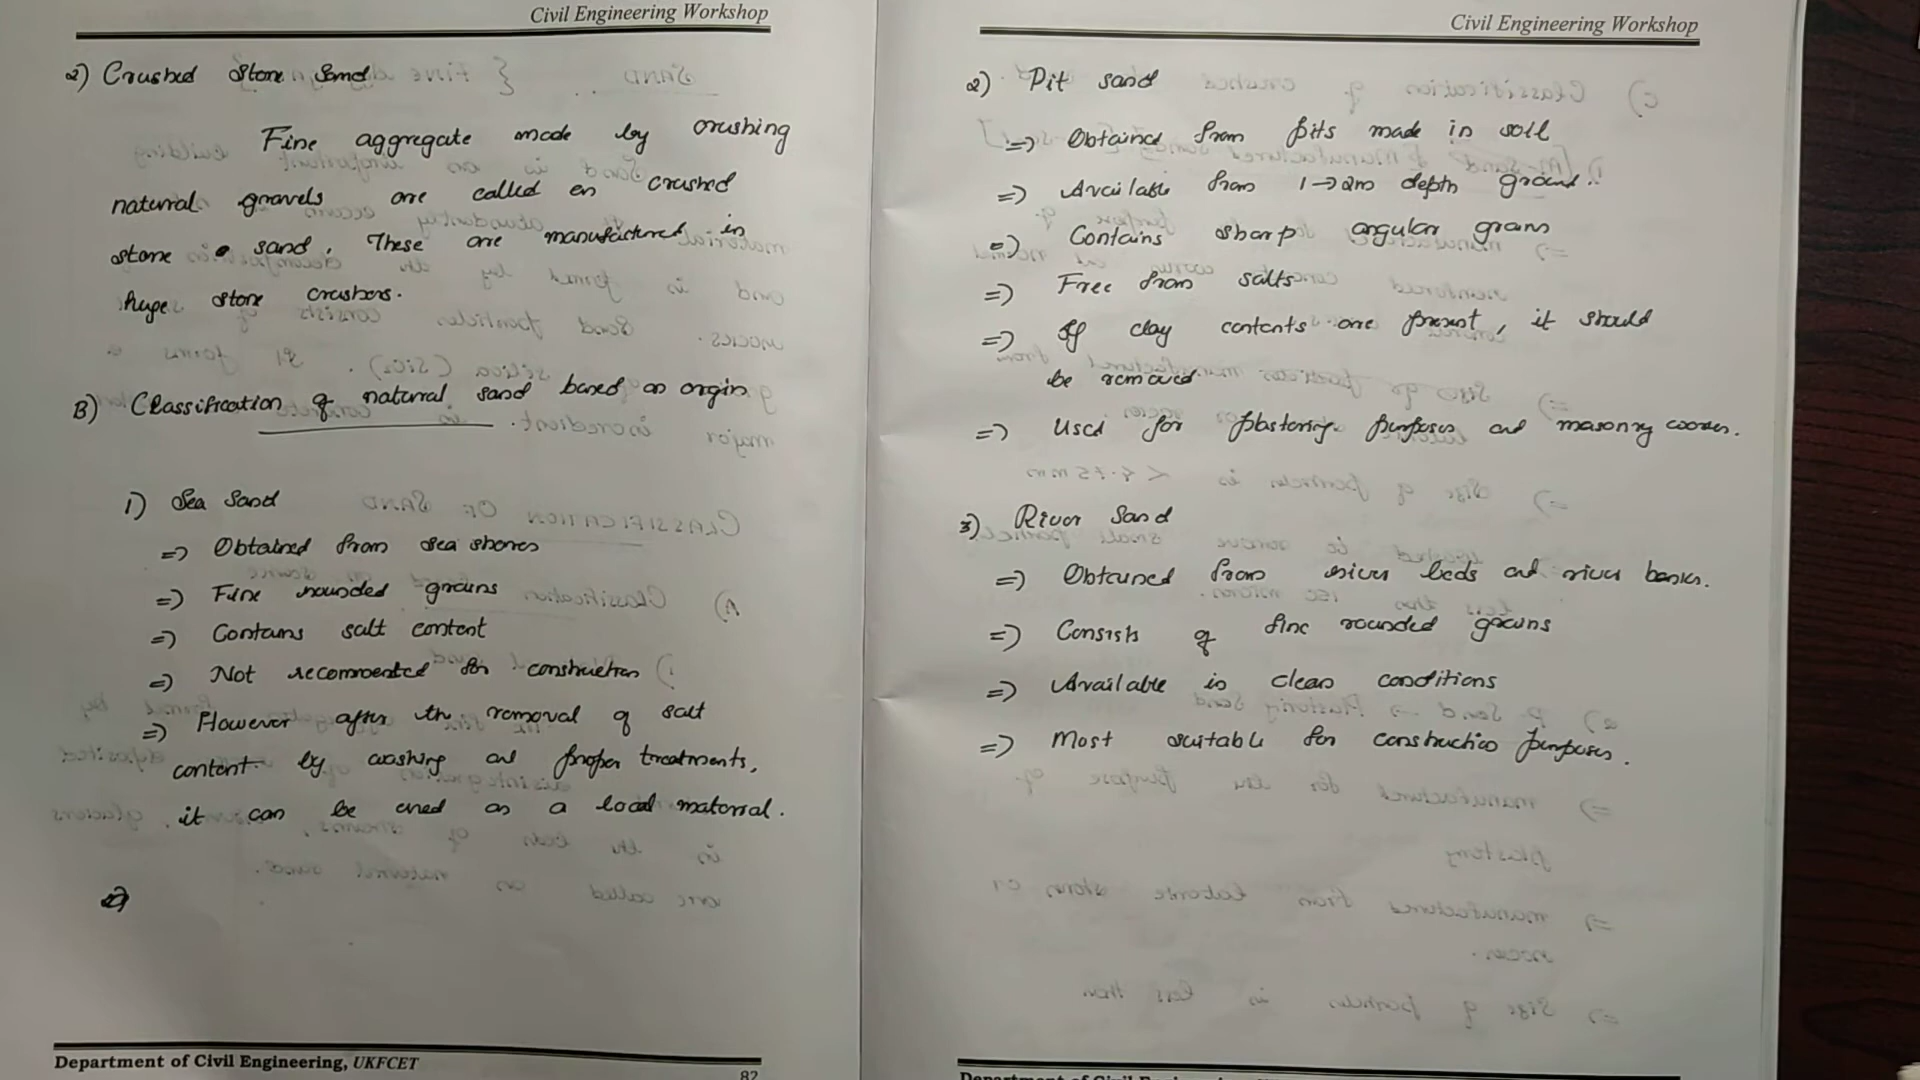 Civil Engineering Workshop
2) Crushed Stone Sand
Fine aggregate made by crushing
natural gravels are called as crushed
stone sand. These are manufactured in
huge stone crushers.
B) Classification of natural sand based on orgin
1) Sea Sand
=> Obtained from sea shores
=> Fine rounded grains
=> Contains salt content
=> Not recommented for construction
=> However after the removal of salt
content by washing and proper treatments,
it can be used as a local material.
Department of Civil Engineering, UKFCET
82
Civil Engineering Workshop
2) Pit sand
=> Obtained from pits made in soil
=> Available from 1->2m depth ground.
=> Contains sharp angular grains
=> Free from salts
=> If clay contents are present, it should
be removed
=> Used for plastering purposes and masonry works.
3) River Sand
=> Obtained from river beds and river banks.
=> Consists of fine rounded grains
=> Available in clean conditions
=> Most suitable for construction purposes.